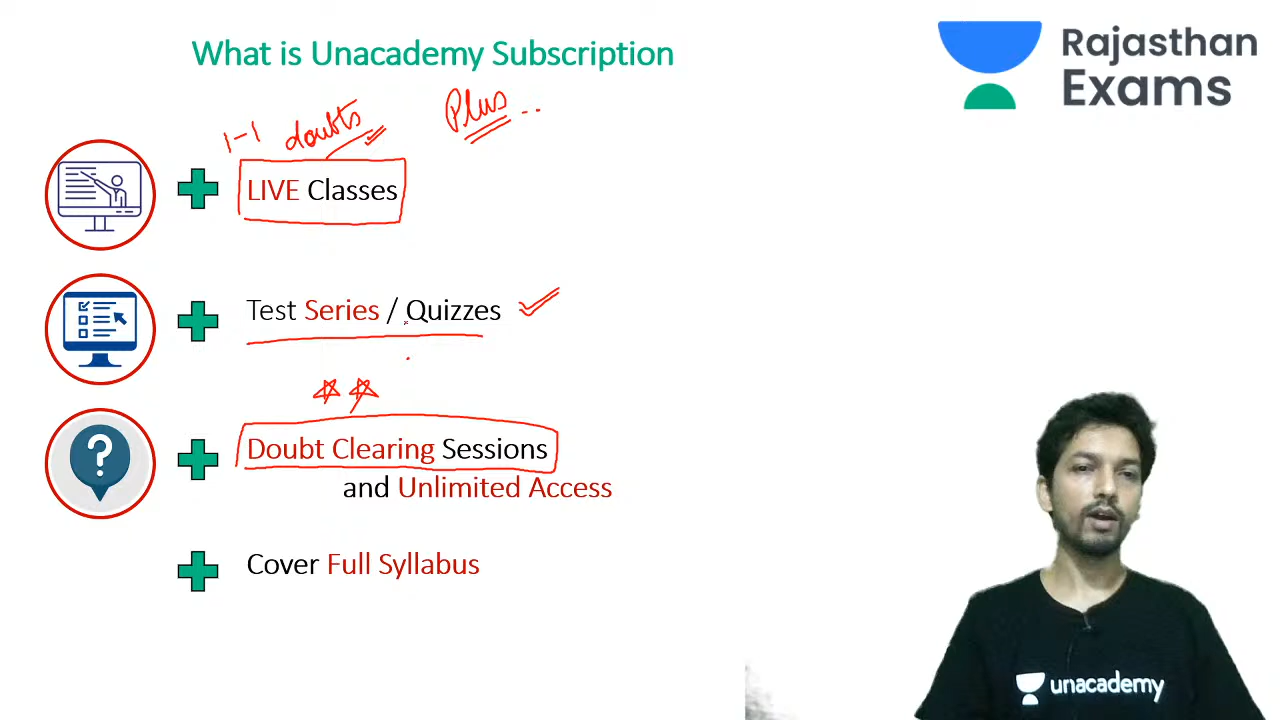 What is Unacademy Subscription
Rajasthan
Exams
Plus ..
1-1 doubts
LIVE Classes
Test Series / Quizzes
Doubt Clearing Sessions
and Unlimited Access
Cover Full Syllabus
unacademy